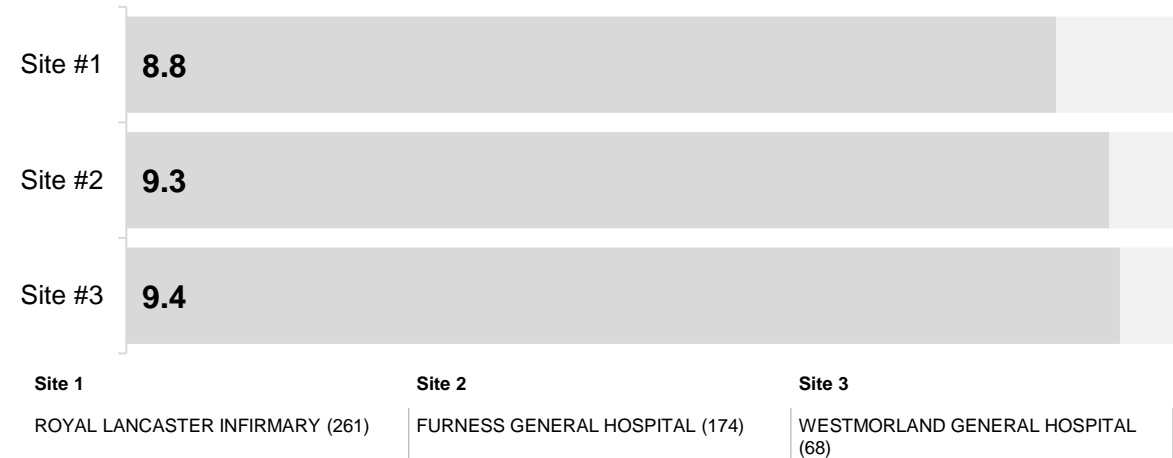 Site #1 8.8
Site #2 9.3
Site #3 9.4
Site 1 Site 2 Site 3
ROYAL LANCASTER INFIRMARY (261) FURNESS GENERAL HOSPITAL (174) WESTMORLAND GENERAL HOSPITAL
(68)